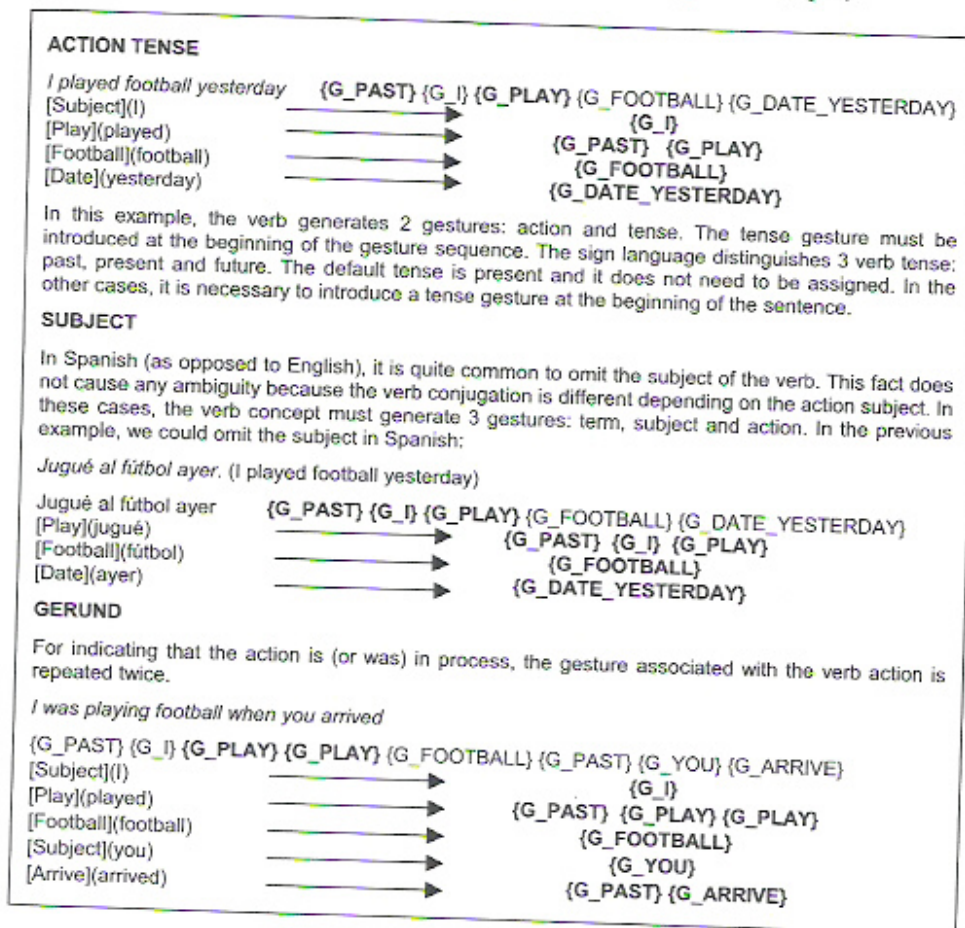 ACTION TENSE
I played football yesterday {G_PAST} {G_I} {G_PLAY} {G_FOOTBALL} {G_DATE_YESTERDAY}
[Subject](I) {G_I}
[Play](played) {G_PAST} {G_PLAY}
[Football](football) {G_FOOTBALL}
[Date](yesterday) {G_DATE_YESTERDAY}
In this example, the verb generates 2 gestures: action and tense. The tense gesture must be
introduced at the beginning of the gesture sequence. The sign language distinguishes 3 verb tense:
past, present and future. The default tense is present and it does not need to be assigned. In the
other cases, it is necessary to introduce a tense gesture at the beginning of the sentence.
SUBJECT
In Spanish (as opposed to English), it is quite common to omit the subject of the verb. This fact does
not cause any ambiguity because the verb conjugation is different depending on the action subject. In
these cases, the verb concept must generate 3 gestures: term, subject and action. In the previous
example, we could omit the subject in Spanish:
Jugué al fútbol ayer. (I played football yesterday)
Jugué al fútbol ayer {G_PAST} {G_I} {G_PLAY} {G_FOOTBALL} {G_DATE_YESTERDAY}
[Play](jugué) {G_PAST} {G_I} {G_PLAY}
[Football](fútbol) {G_FOOTBALL}
[Date](ayer) {G_DATE_YESTERDAY}
GERUND
For indicating that the action is (or was) in process, the gesture associated with the verb action is
repeated twice.
I was playing football when you arrived
{G_PAST} {G_I} {G_PLAY} {G_PLAY} {G_FOOTBALL} {G_PAST} {G_YOU} {G_ARRIVE}
[Subject](I) {G_I}
[Play](played) {G_PAST} {G_PLAY} {G_PLAY}
[Football](football) {G_FOOTBALL}
[Subject](you) {G_YOU}
[Arrive](arrived) {G_PAST} {G_ARRIVE}